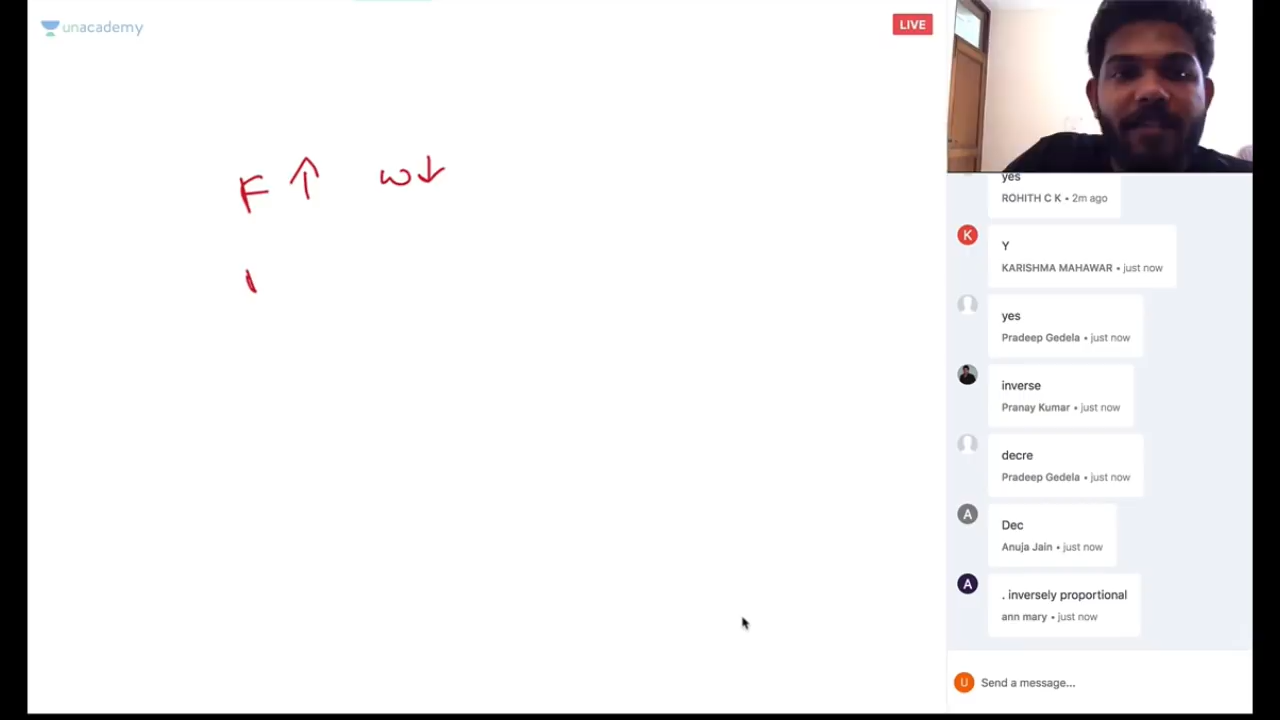 unacademy
LIVE
F ↑ w↓
yes
ROHITH C K • 2m ago
K
Y
KARISHMA MAHAWAR • just now
yes
Pradeep Gedela • just now
inverse
Pranay Kumar • just now
decre
Pradeep Gedela • just now
A
Dec
Anuja Jain • just now
A
. inversely proportional
ann mary • just now
U
Send a message...